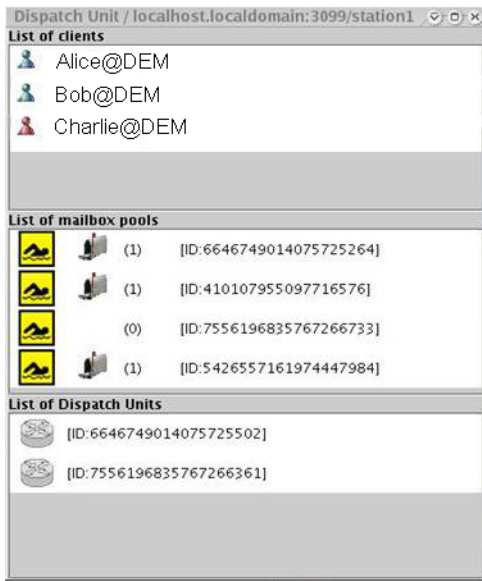 Dispatch Unit / localhost.localdomain:3099/station1
List of clients
Alice@DEM
Bob@DEM
Charlie@DEM
List of mailbox pools
(1) [ID:6646749014075725264]
(1) [ID:410107955097716576]
(0) [ID:7556196835767266733]
(1) [ID:5426557161974447984]
List of Dispatch Units
[ID:6646749014075725502]
[ID:7556196835767266361]